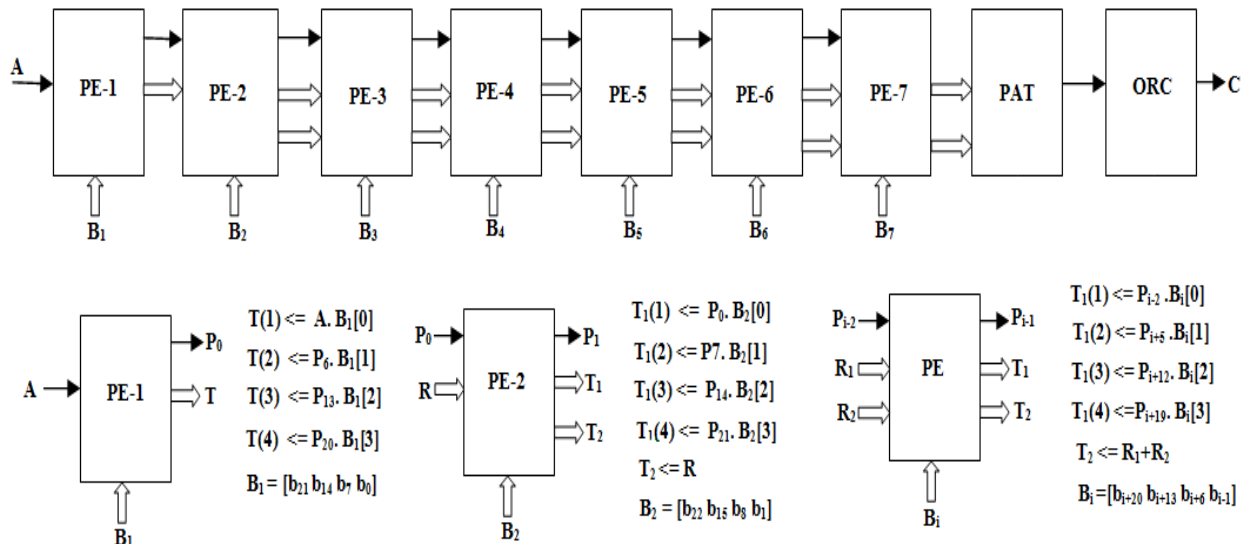 A
PE-1
PE-2
PE-3
PE-4
PE-5
PE-6
PE-7
PAT
ORC
C
B₁
B₂
B₃
B₄
B₅
B₆
B₇
A
PE-1
P₀
T
B₁
T(1) <= A. B₁[0]
T(2) <= P₆. B₁[1]
T(3) <= P₁₃. B₁[2]
T(4) <= P₂₀. B₁[3]
B₁ = [b₂₁ b₁₄ b₇ b₀]
P₀
R
PE-2
P₁
T₁
T₂
B₂
T₁(1) <= P₀. B₂[0]
T₁(2) <= P7. B₂[1]
T₁(3) <= P₁₄. B₂[2]
T₁(4) <= P₂₁. B₂[3]
T₂ <= R
B₂ = [b₂₂ b₁₅ b₈ b₁]
Pᵢ₋₂
R₁
R₂
PE
Pᵢ₋₁
T₁
T₂
Bᵢ
T₁(1) <= Pᵢ₋₂ .Bᵢ[0]
T₁(2) <= Pᵢ₊₅ .Bᵢ[1]
T₁(3) <= Pᵢ₊₁₂ .Bᵢ[2]
T₁(4) <=Pᵢ₊₁₉. Bᵢ[3]
T₂ <= R₁+R₂
Bᵢ=[bᵢ₊₂₀ bᵢ₊₁₃ bᵢ₊₆ bᵢ₋₁]